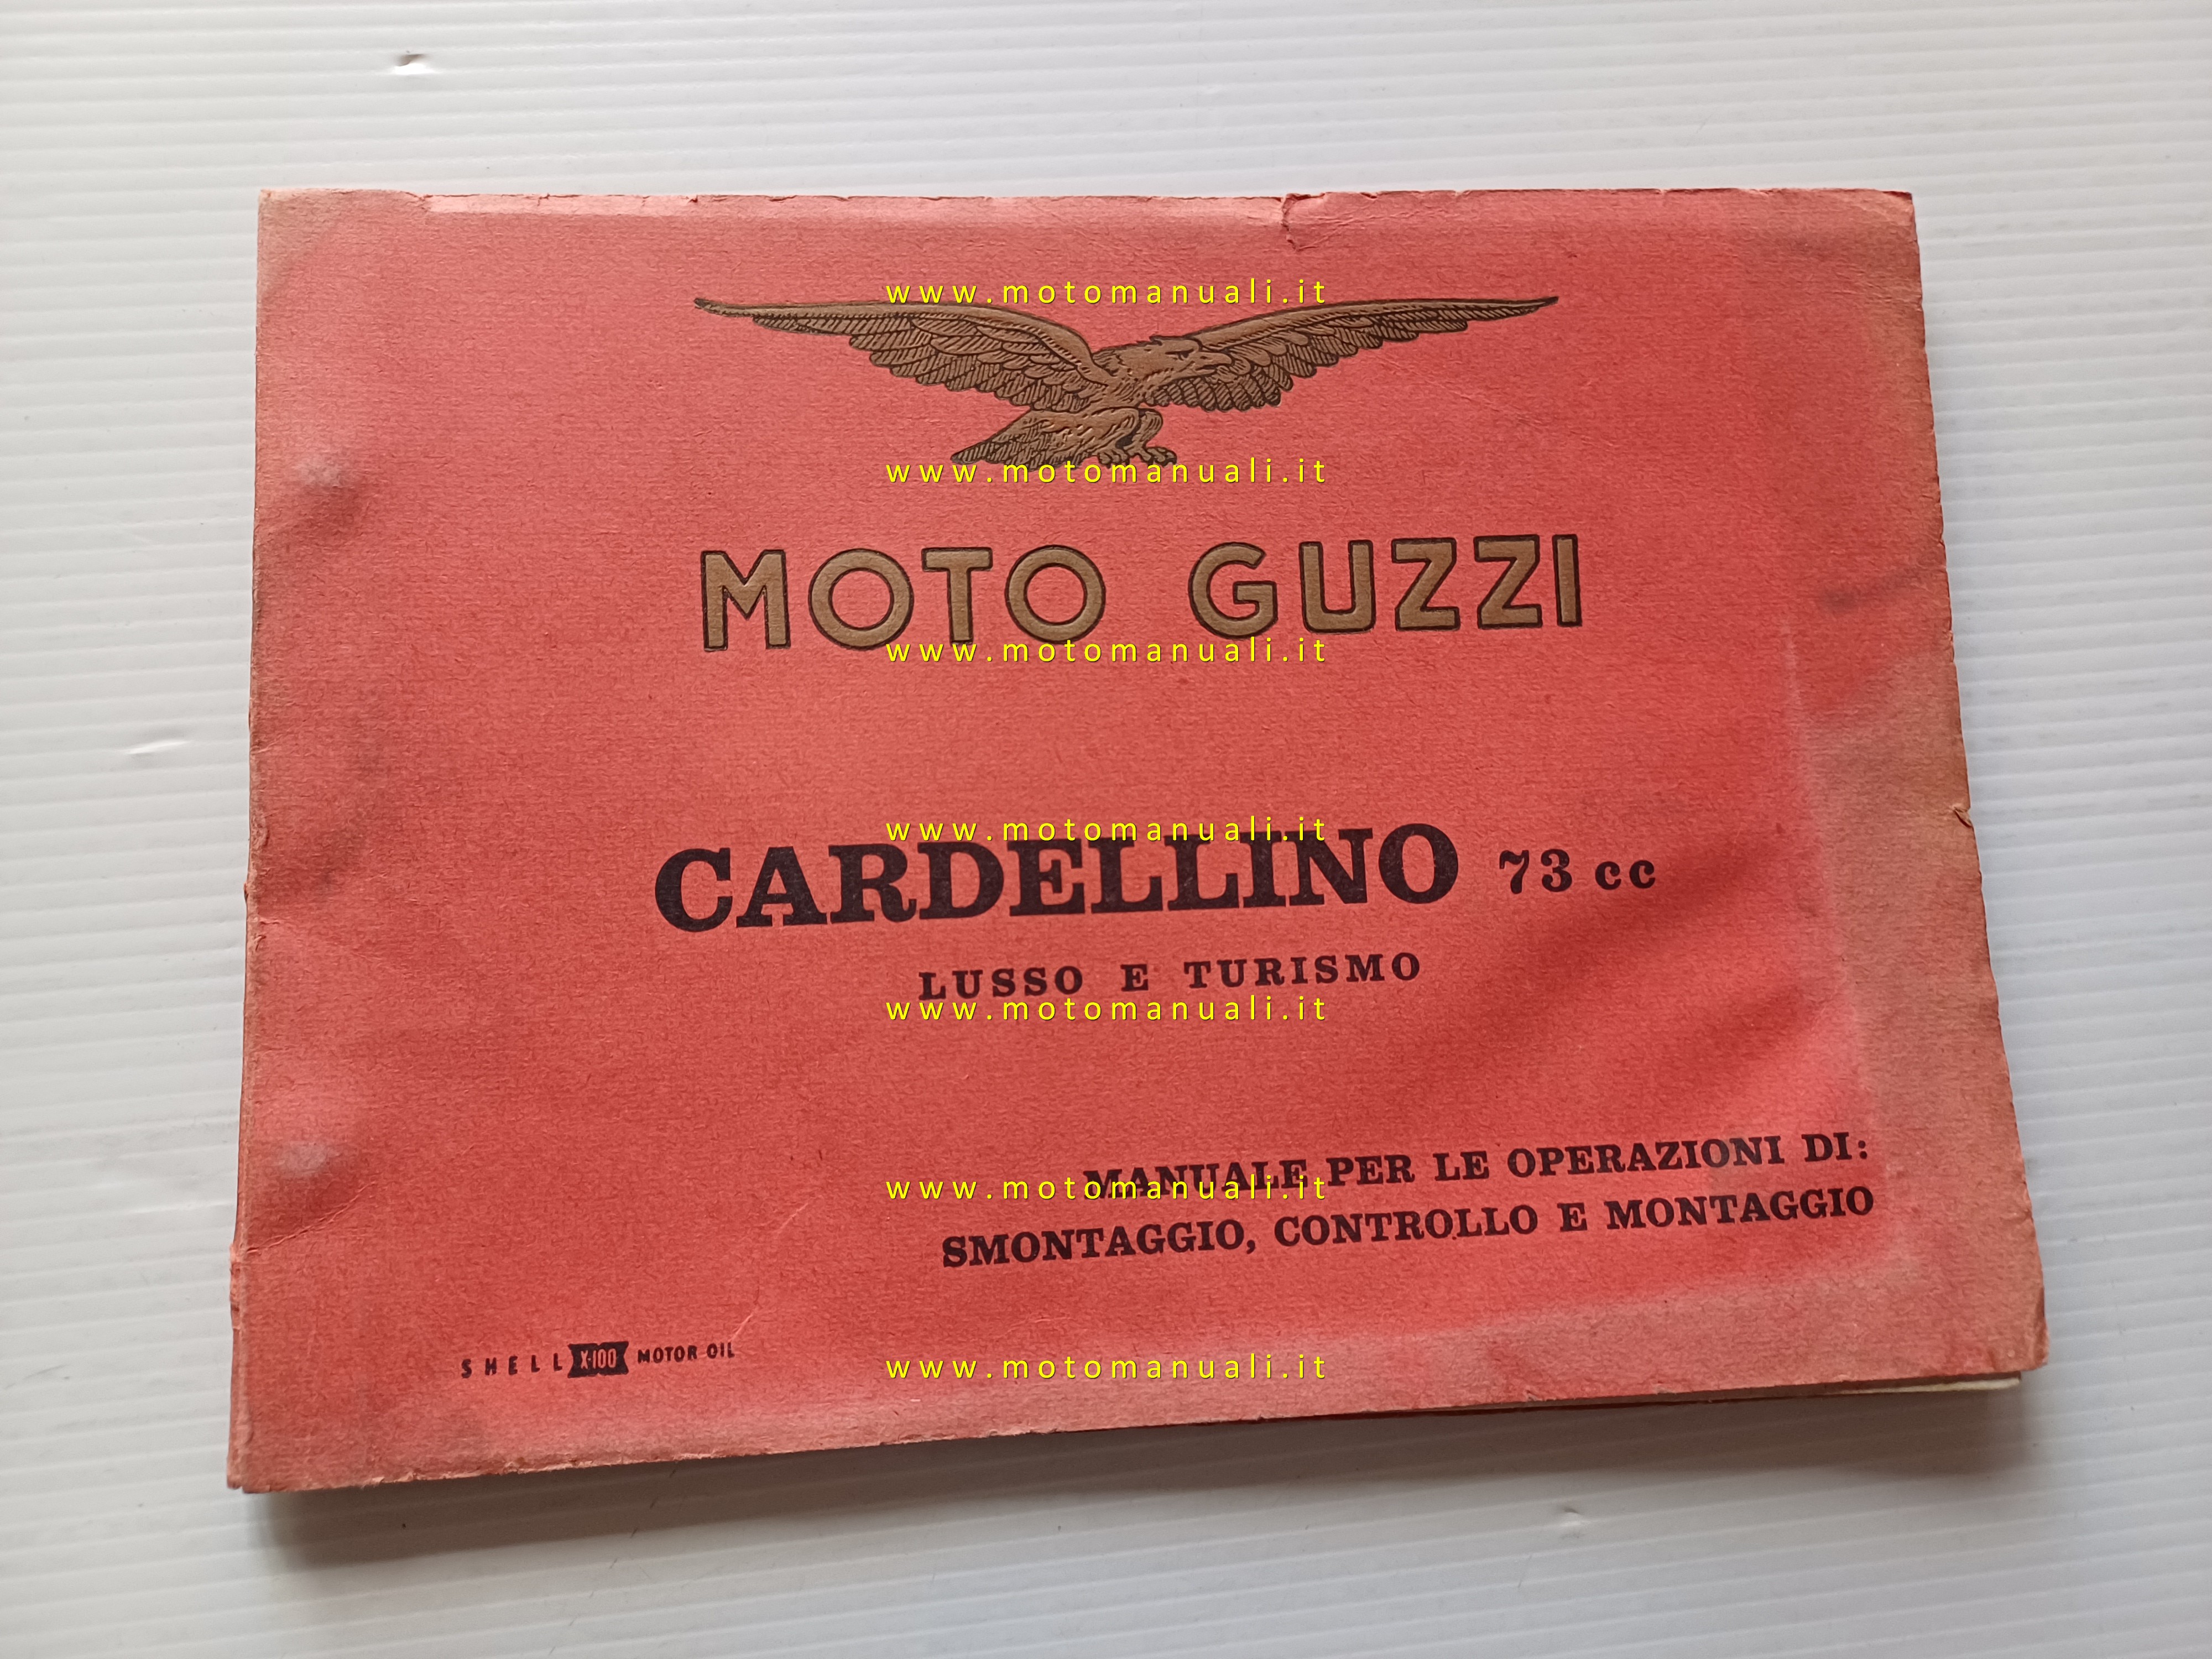 www.motomanuali.it
www.motomanuali.it
MOTO GUZZI
www.motomanuali.it
www.motomanuali.it
CARDELLINO 73 cc
LUSSO E TURISMO
www.motomanuali.it
MANUALE PER LE OPERAZIONI DI:
www.motomanuali.it
SMONTAGGIO, CONTROLLO E MONTAGGIO
SHELL X-100 MOTOR OIL
www.motomanuali.it